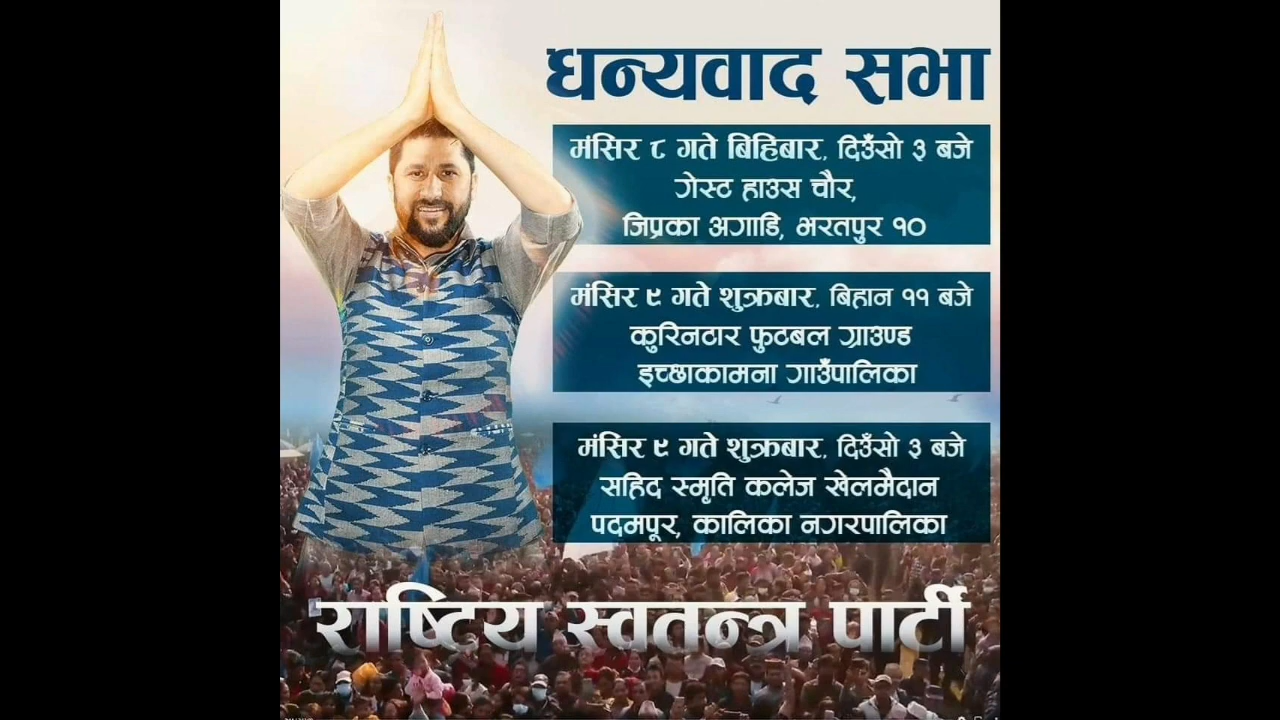 धन्यवाद सभा
मंसिर ८ गते बिहिबार, दिउँसो ३ बजे
गेस्ट हाउस चौर,
जिप्रका अगाडि, भरतपुर १०
मंसिर ९ गते शुक्रबार, बिहान ११ बजे
कुरिनटार फुटबल ग्राउण्ड
इच्छाकामना गाउँपालिका
मंसिर ९ गते शुक्रबार, दिउँसो ३ बजे
सहिद स्मृति कलेज खेलमैदान
पदमपूर, कालिका नगरपालिका
राष्टिय स्वतन्त्र पार्टी